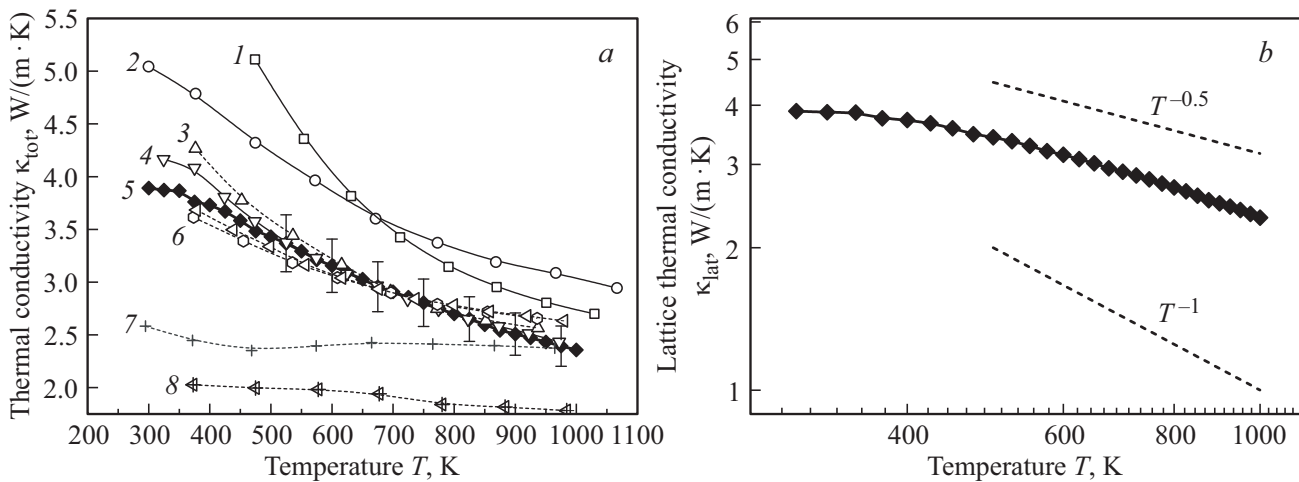 Thermal conductivity κtot, W/(m · K)
5.5
5.0
4.5
4.0
3.5
3.0
2.5
2.0
200 300 400 500 600 700 800 900 1000 1100
Temperature T, K
a
1
2
3
4
5
6
7
8
Lattice thermal conductivity
κlat, W/(m · K)
6
5
4
3
2
1
400 600 800 1000
Temperature T, K
b
T–0.5
T–1